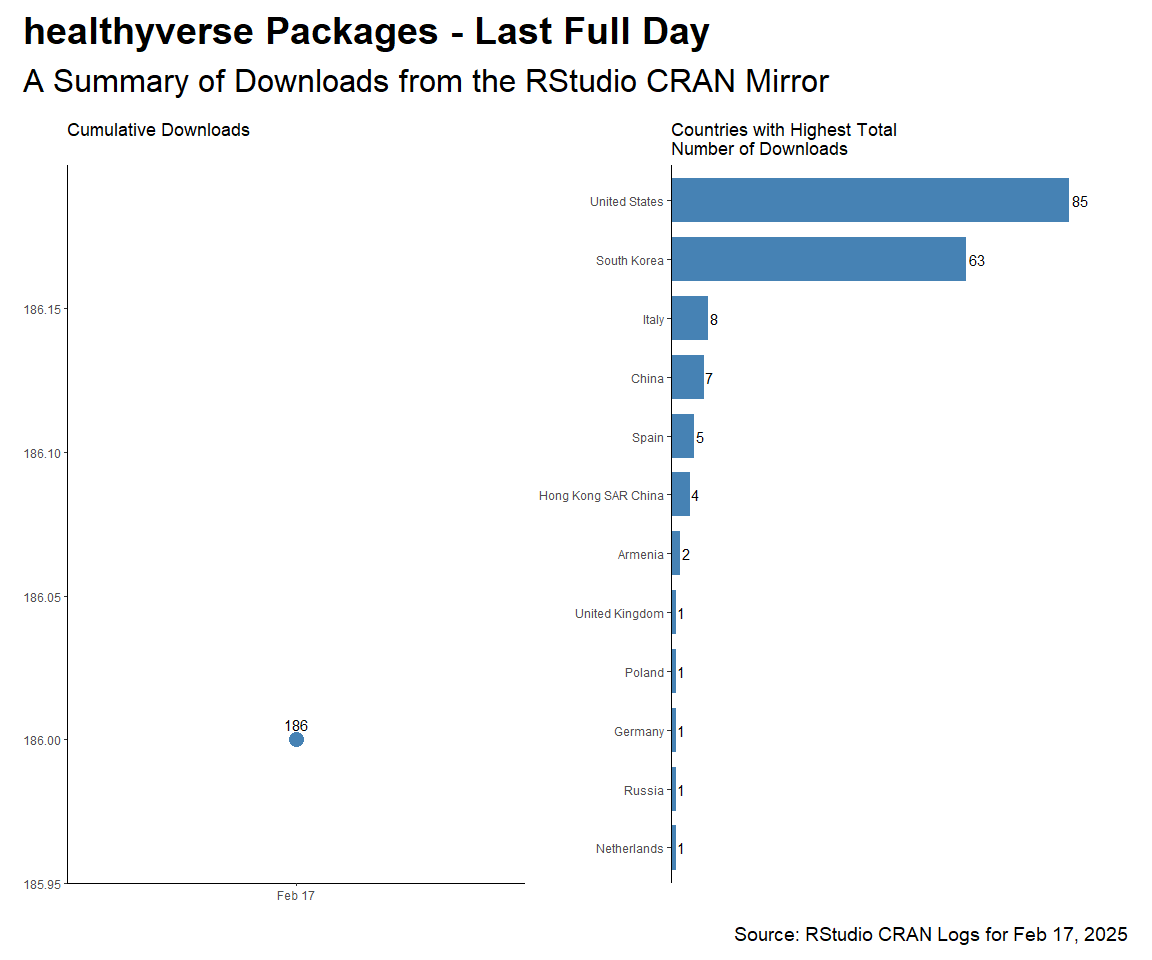 healthyverse Packages - Last Full Day
A Summary of Downloads from the RStudio CRAN Mirror
Cumulative Downloads
186.15
186.10
186.05
186.00
185.95
186
Feb 17
Countries with Highest Total
Number of Downloads
United States 85
South Korea 63
Italy 8
China 7
Spain 5
Hong Kong SAR China 4
Armenia 2
United Kingdom 1
Poland 1
Germany 1
Russia 1
Netherlands 1
Source: RStudio CRAN Logs for Feb 17, 2025